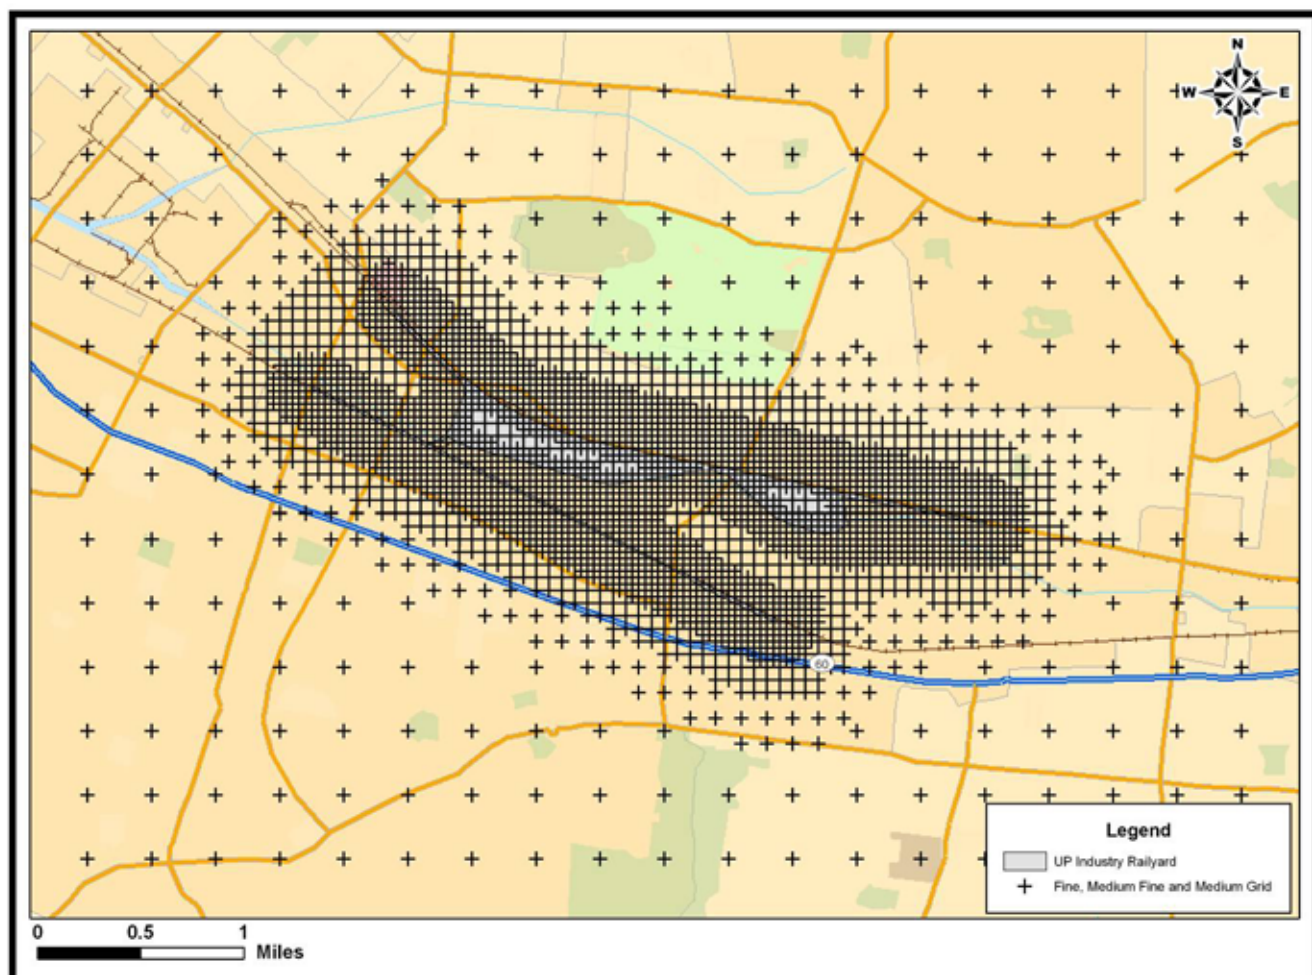 N
W E
S
60
Legend
UP Industry Railyard
Fine, Medium Fine and Medium Grid
0 0.5 1
Miles